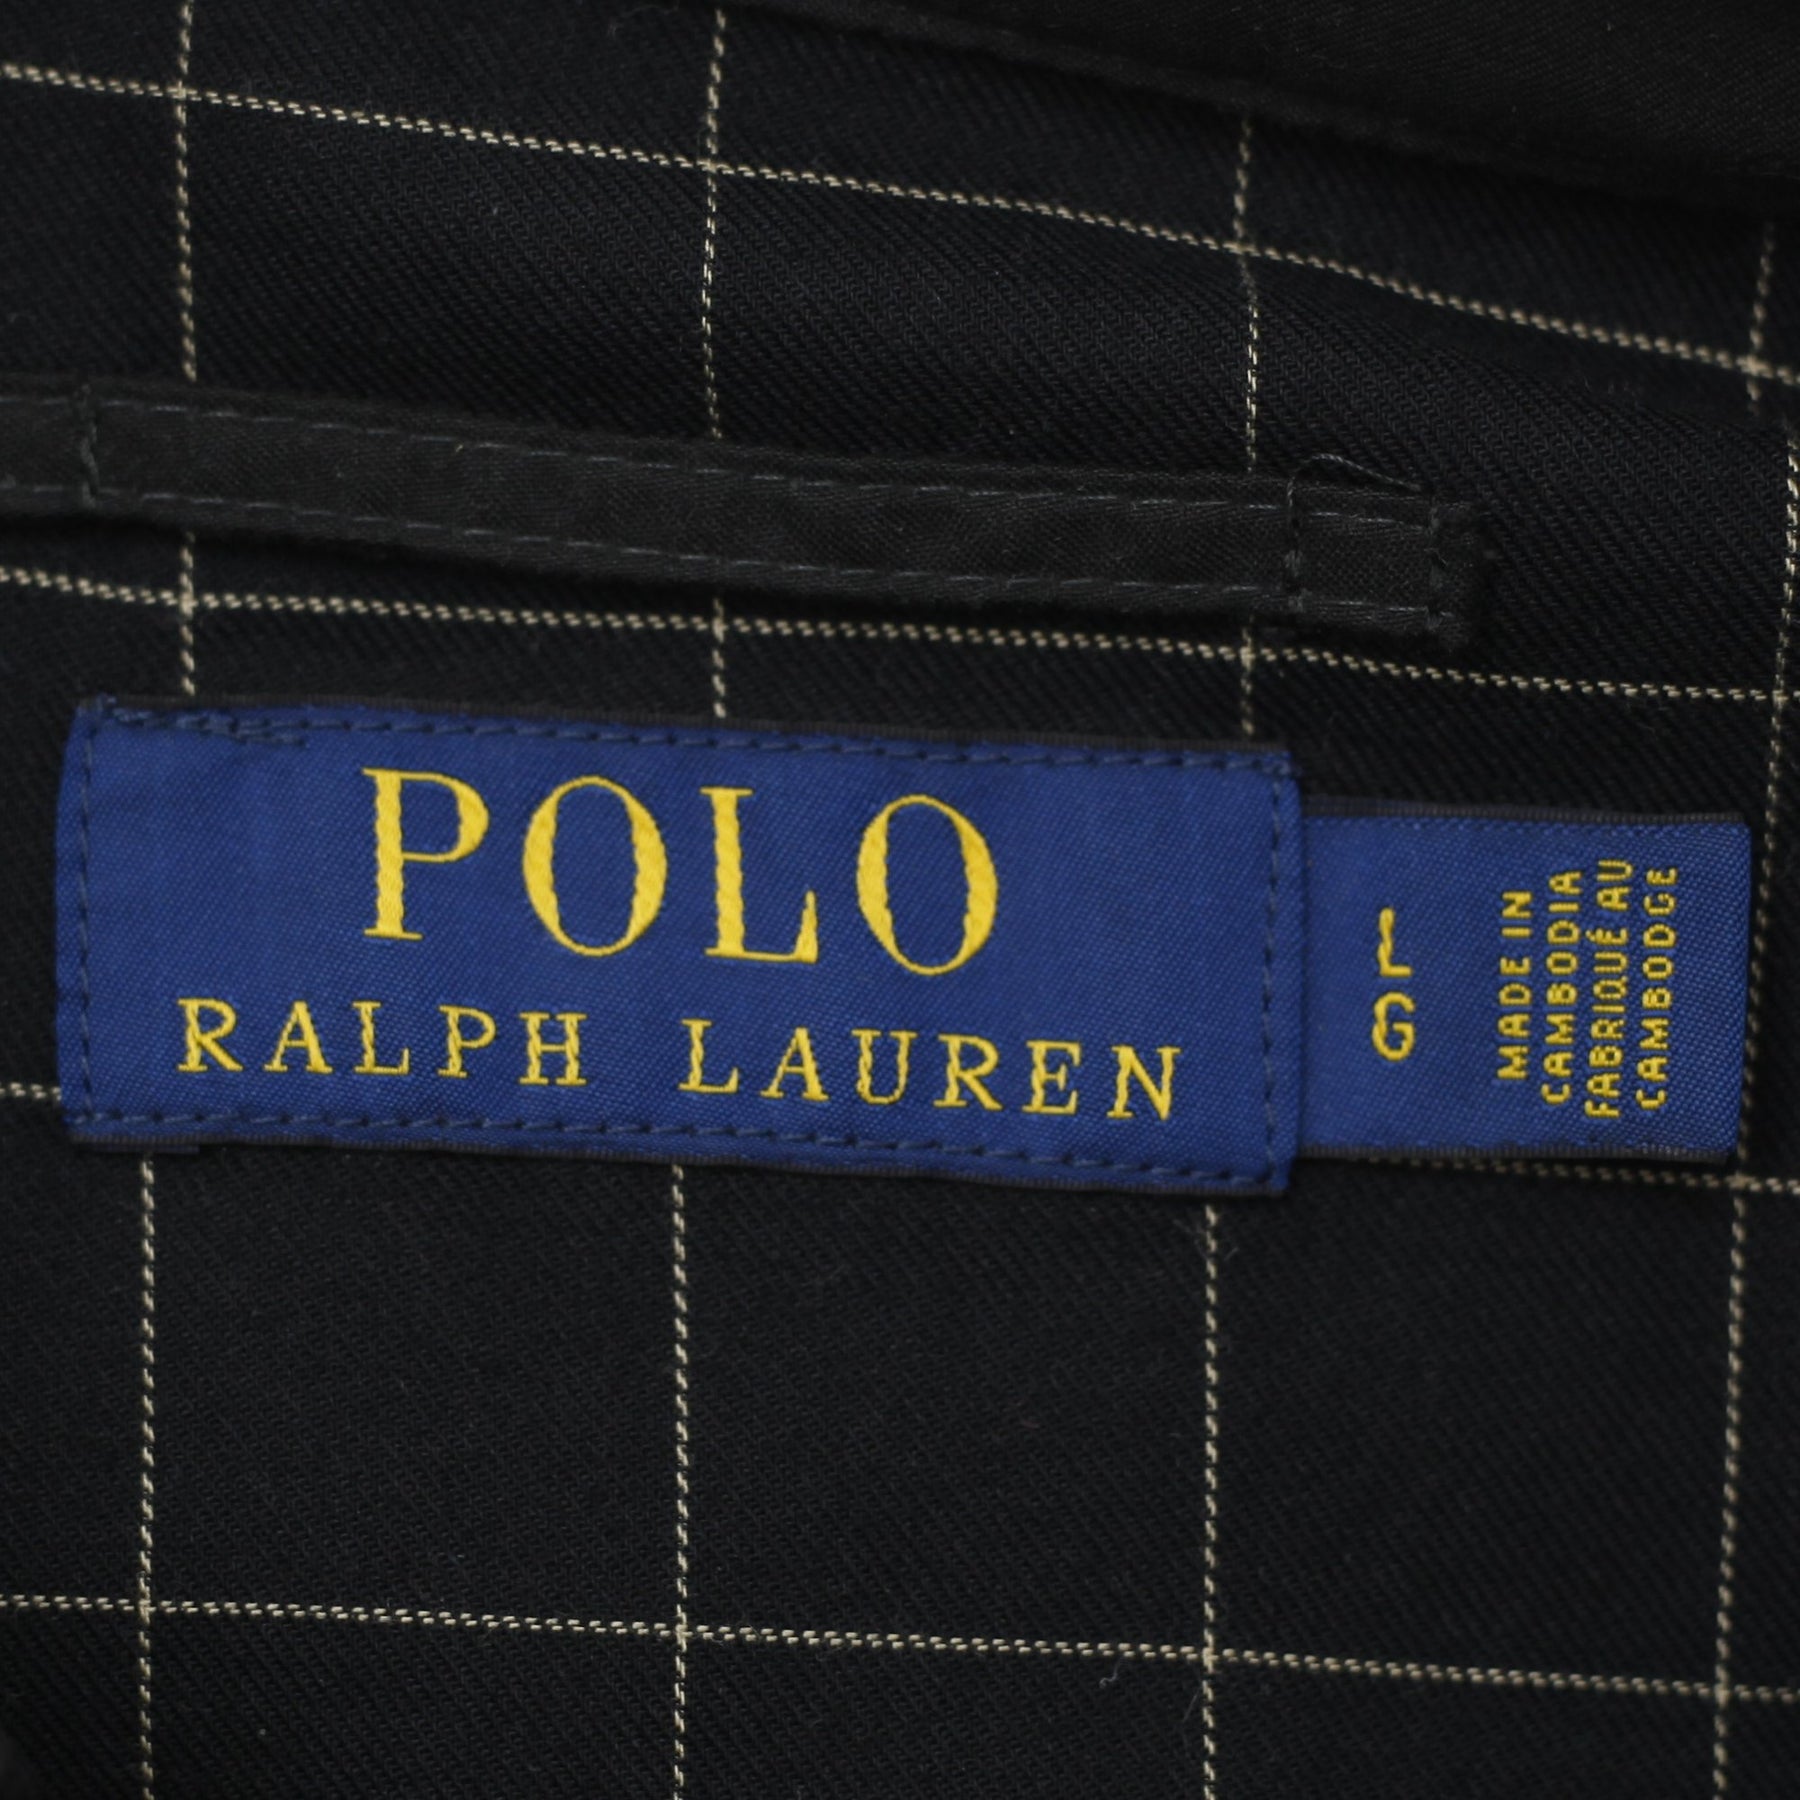 POLO
RALPH LAUREN
L
G
MADE IN
CAMBODIA
FABRIQUÉ AU
CAMBODGE